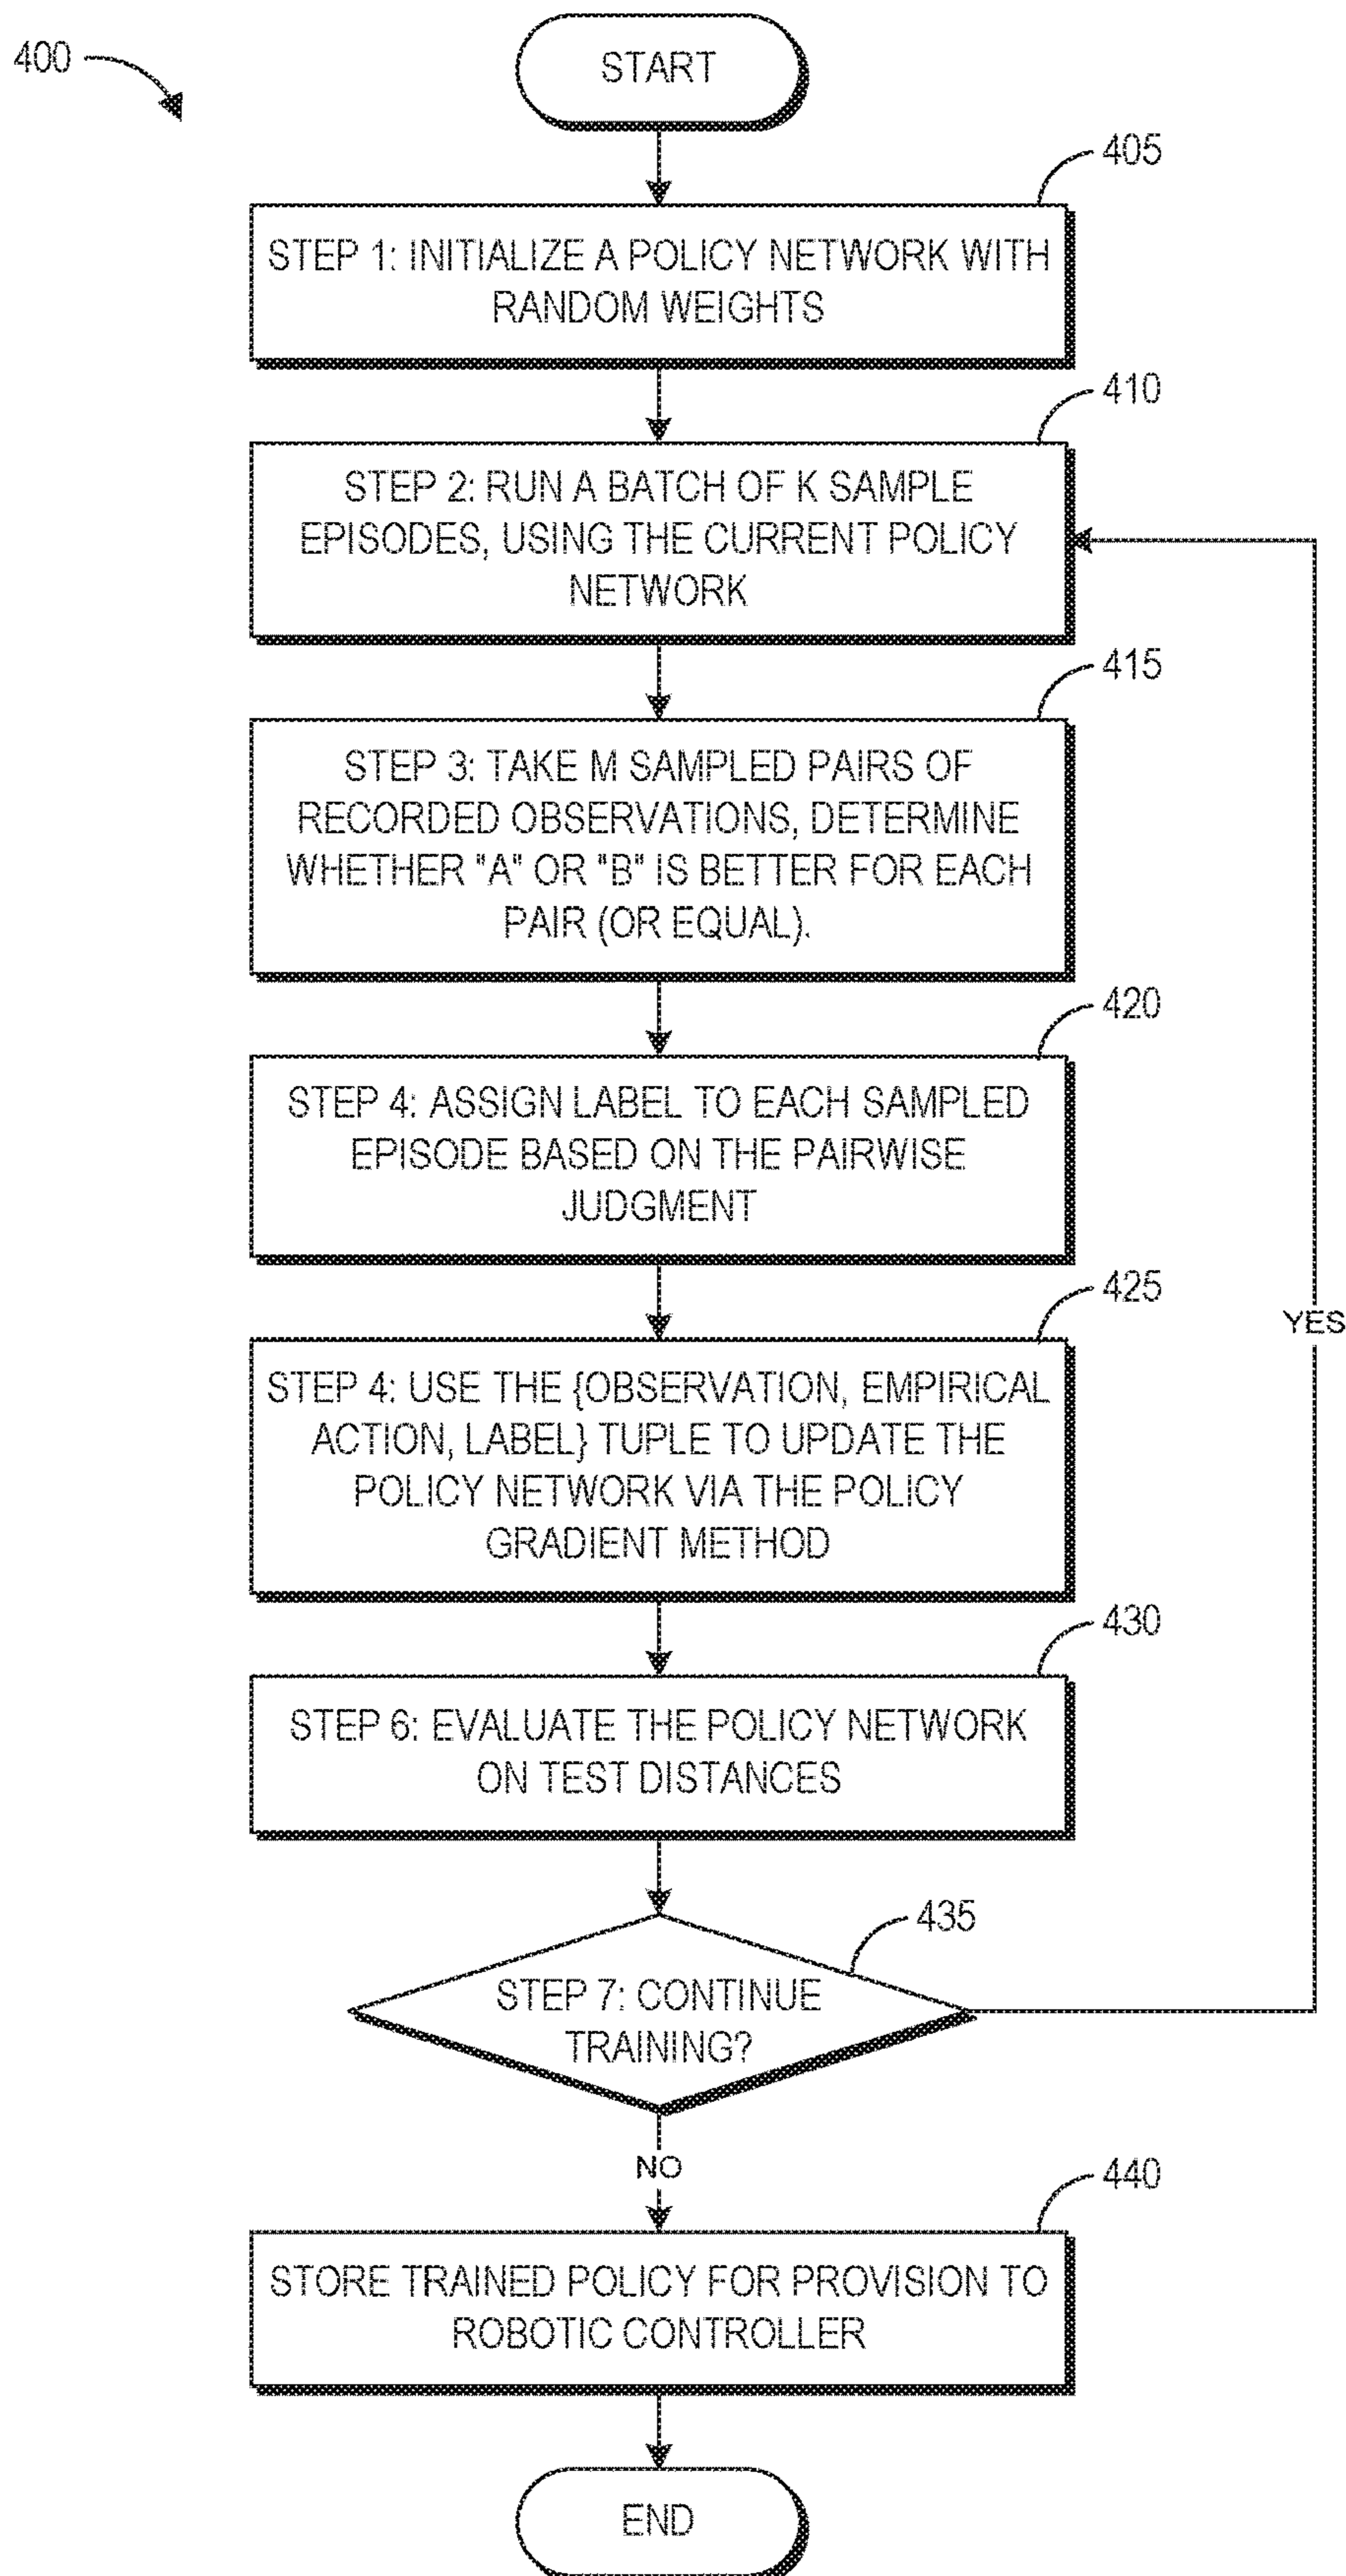 400
START
405
STEP 1: INITIALIZE A POLICY NETWORK WITH
RANDOM WEIGHTS
410
STEP 2: RUN A BATCH OF K SAMPLE
EPISODES, USING THE CURRENT POLICY
NETWORK
415
STEP 3: TAKE M SAMPLED PAIRS OF
RECORDED OBSERVATIONS, DETERMINE
WHETHER "A" OR "B" IS BETTER FOR EACH
PAIR (OR EQUAL).
420
STEP 4: ASSIGN LABEL TO EACH SAMPLED
EPISODE BASED ON THE PAIRWISE
JUDGMENT
425
STEP 4: USE THE {OBSERVATION, EMPIRICAL
ACTION, LABEL} TUPLE TO UPDATE THE
POLICY NETWORK VIA THE POLICY
GRADIENT METHOD
YES
430
STEP 6: EVALUATE THE POLICY NETWORK
ON TEST DISTANCES
435
STEP 7: CONTINUE
TRAINING?
NO
440
STORE TRAINED POLICY FOR PROVISION TO
ROBOTIC CONTROLLER
END